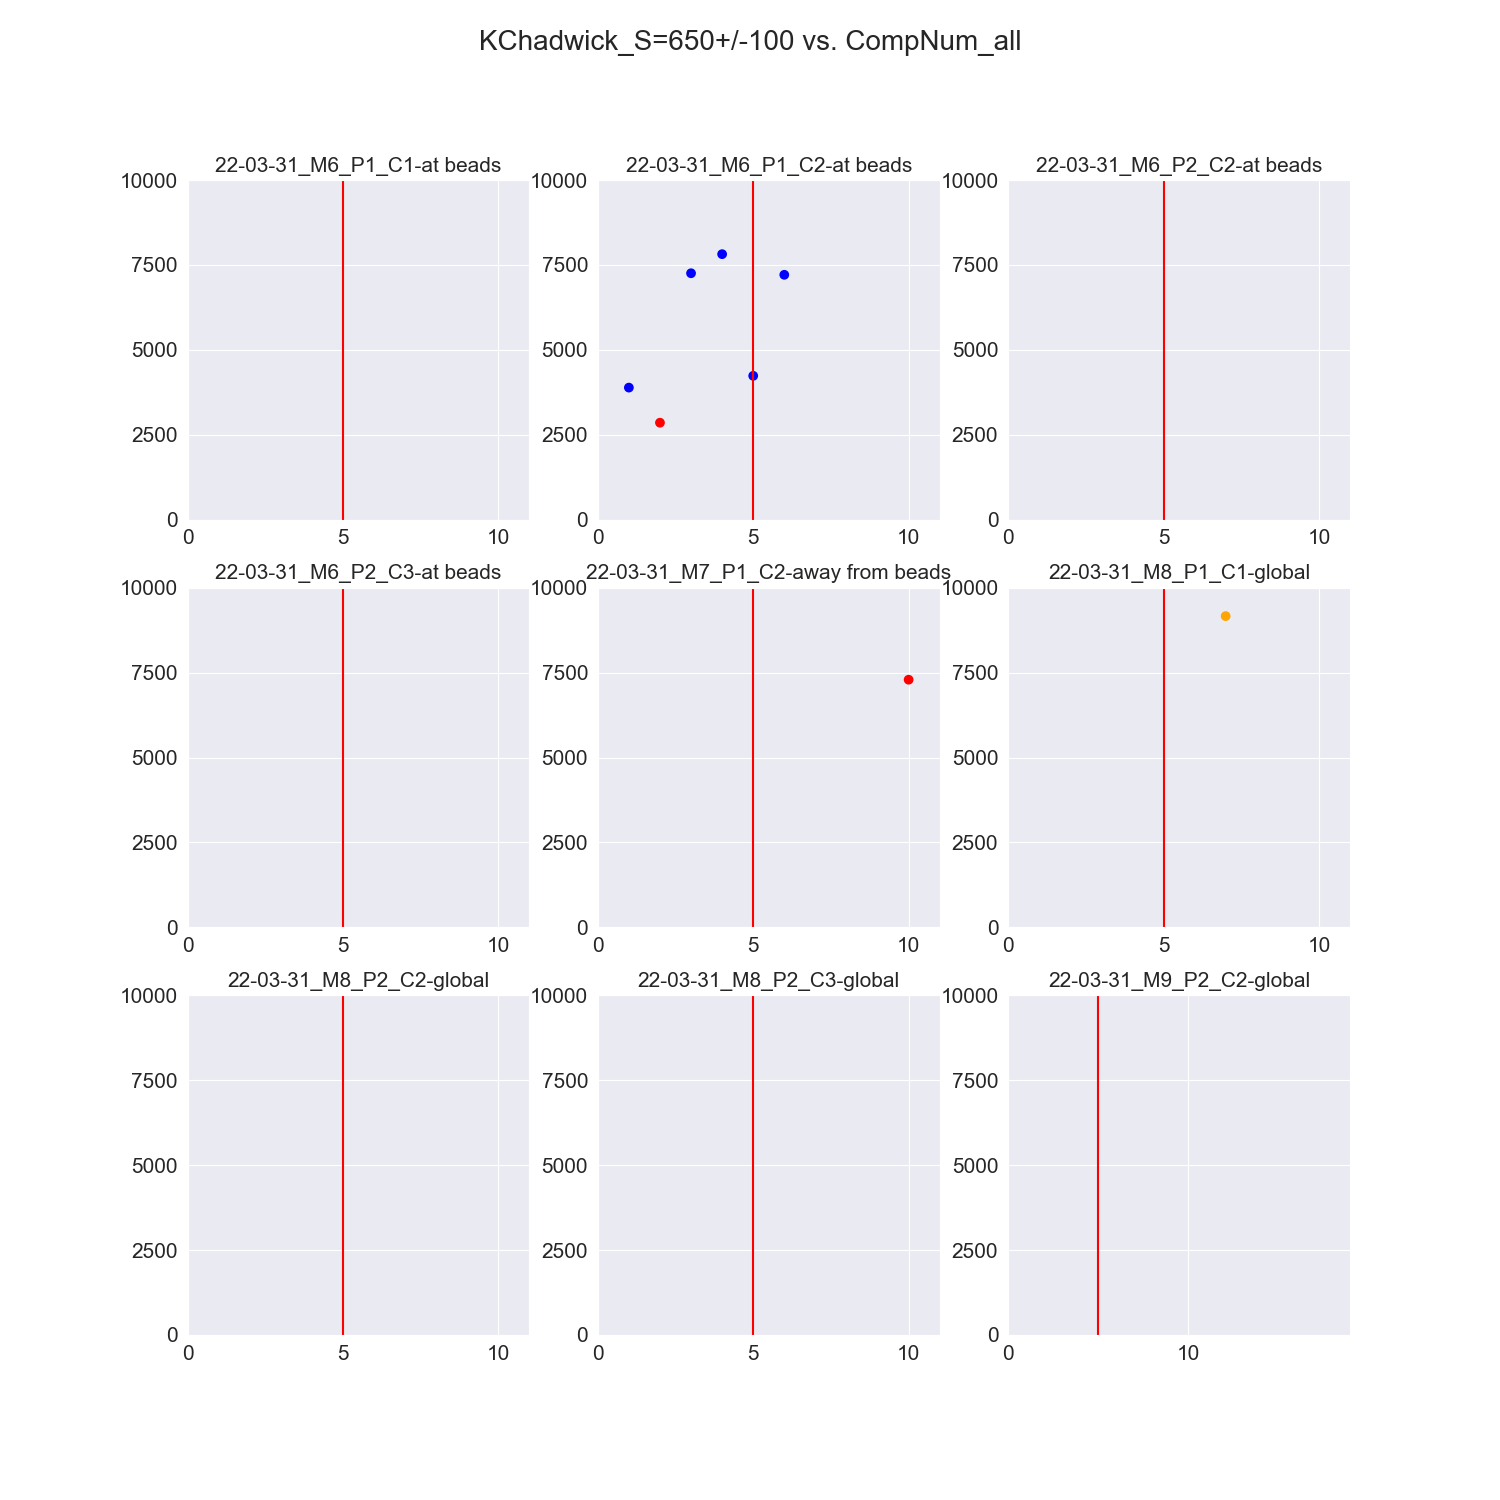 KChadwick_S=650+/-100 vs. CompNum_all
22-03-31_M6_P1_C1-at beads
10000
7500
5000
2500
0
0 5 10
22-03-31_M6_P1_C2-at beads
10000
7500
5000
2500
0
0 5 10
22-03-31_M6_P2_C2-at beads
10000
7500
5000
2500
0
0 5 10
22-03-31_M6_P2_C3-at beads
10000
7500
5000
2500
0
0 5 10
22-03-31_M7_P1_C2-away from beads
10000
7500
5000
2500
0
0 5 10
22-03-31_M8_P1_C1-global
10000
7500
5000
2500
0
0 5 10
22-03-31_M8_P2_C2-global
10000
7500
5000
2500
0
0 5 10
22-03-31_M8_P2_C3-global
10000
7500
5000
2500
0
0 5 10
22-03-31_M9_P2_C2-global
10000
7500
5000
2500
0
0 10